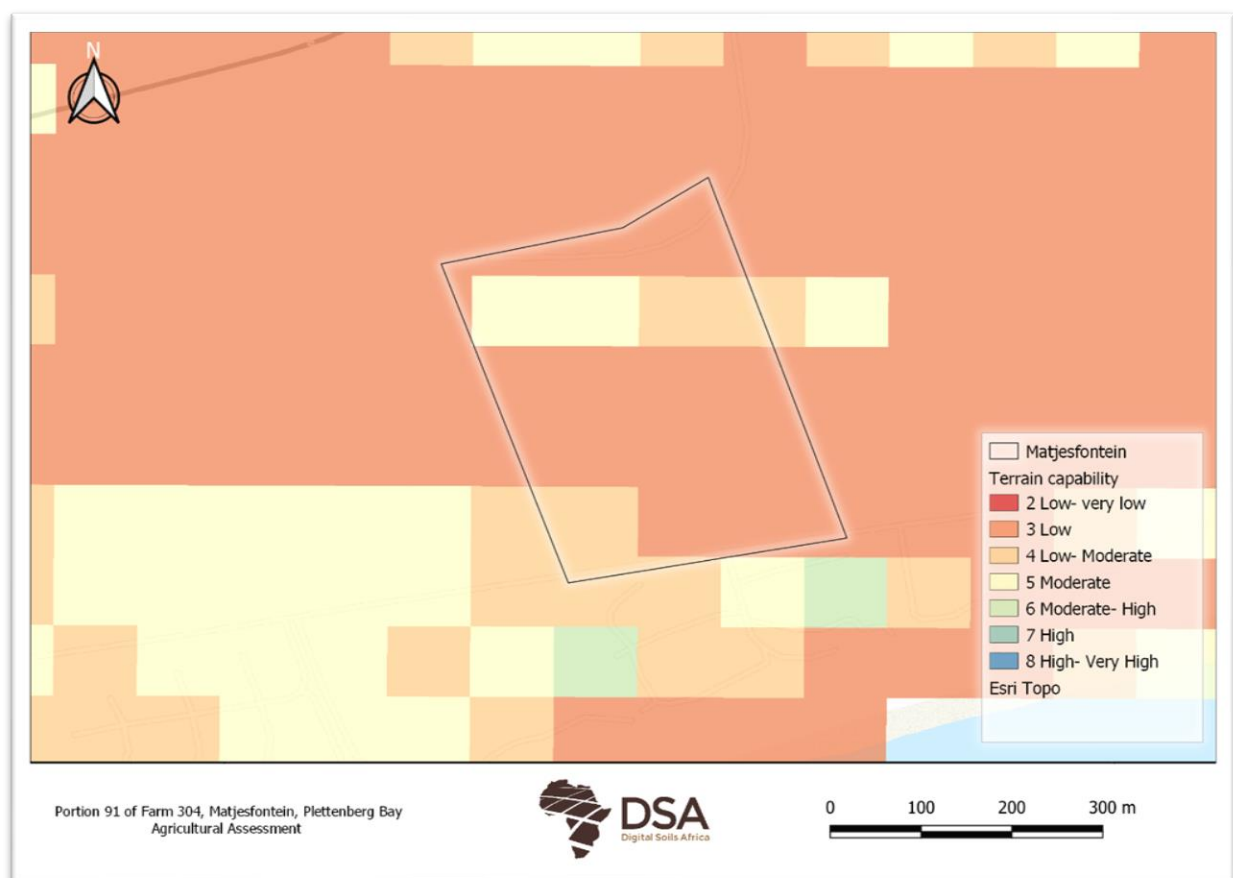 N
Matjesfontein
Terrain capability
2 Low- very low
3 Low
4 Low- Moderate
5 Moderate
6 Moderate- High
7 High
8 High- Very High
Esri Topo
Portion 91 of Farm 304, Matjesfontein, Plettenberg Bay
Agricultural Assessment
DSA
Digital Soils Africa
0 100 200 300 m